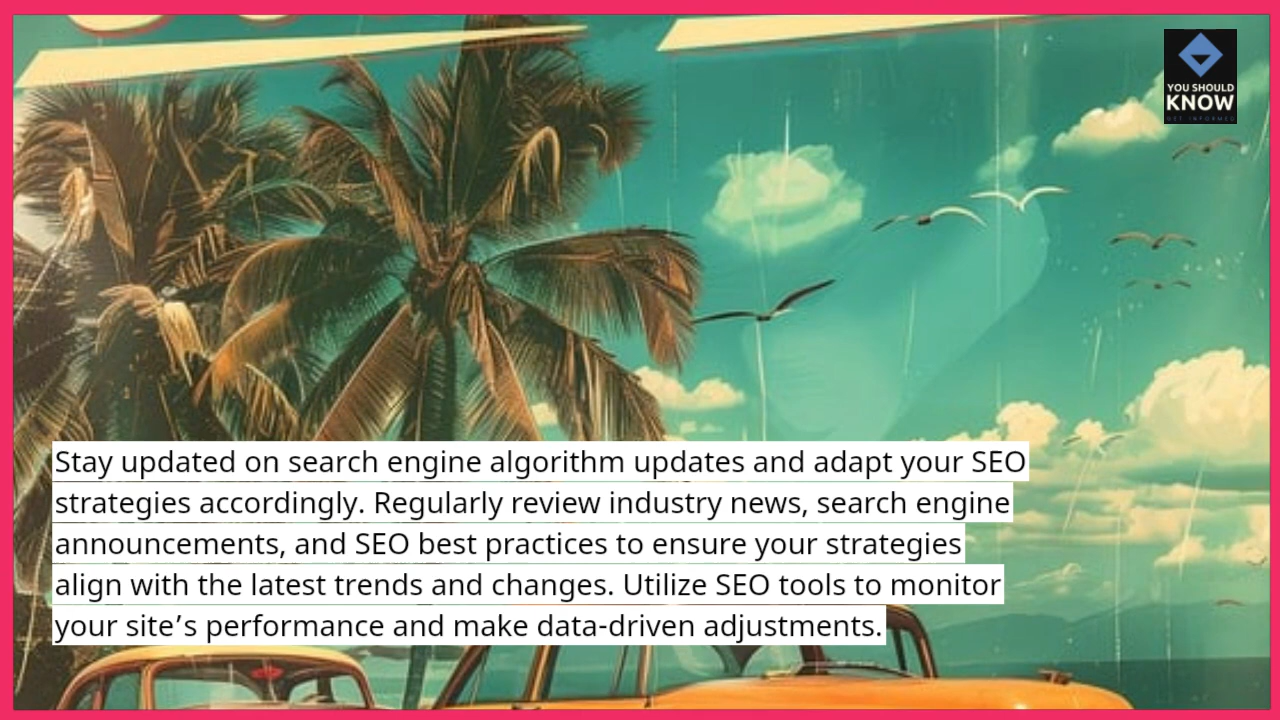 YOU SHOULD
KNOW
GET INFORMED
Stay updated on search engine algorithm updates and adapt your SEO
strategies accordingly. Regularly review industry news, search engine
announcements, and SEO best practices to ensure your strategies
align with the latest trends and changes. Utilize SEO tools to monitor
your site’s performance and make data-driven adjustments.